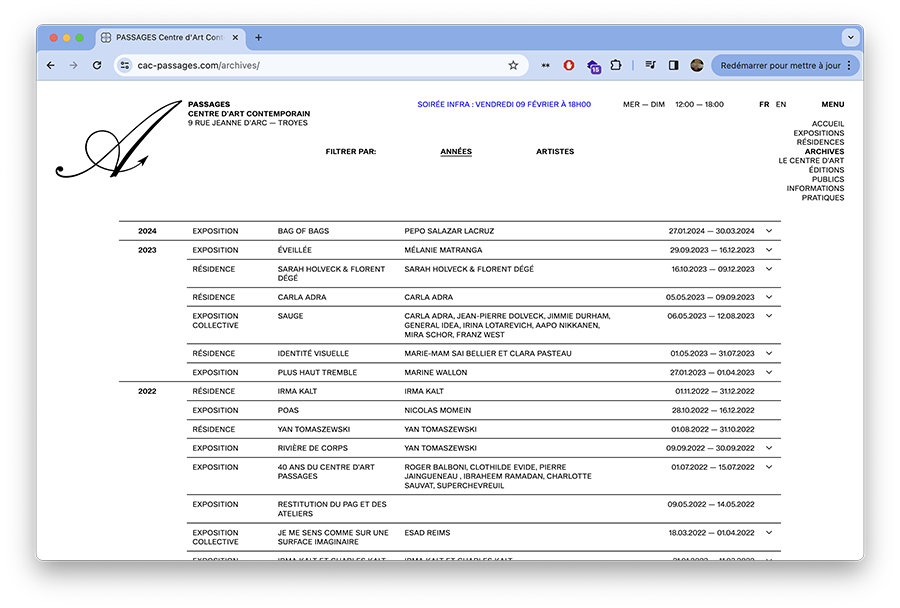 PASSAGES Centre d'Art Cont
cac-passages.com/archives/
15
Redémarrer pour mettre à jour
PASSAGES
CENTRE D'ART CONTEMPORAIN
9 RUE JEANNE D'ARC — TROYES
SOIRÉE INFRA : VENDREDI 09 FÉVRIER À 18H00
MER — DIM 12:00 — 18:00
FR EN
MENU
ACCUEIL
EXPOSITIONS
RÉSIDENCES
ARCHIVES
LE CENTRE D'ART
ÉDITIONS
PUBLICS
INFORMATIONS
PRATIQUES
FILTRER PAR: ANNÉES ARTISTES
2024 EXPOSITION BAG OF BAGS PEPO SALAZAR LACRUZ 27.01.2024 — 30.03.2024
2023 EXPOSITION ÉVEILLÉE MÉLANIE MATRANGA 29.09.2023 — 16.12.2023
RÉSIDENCE SARAH HOLVECK & FLORENT SARAH HOLVECK & FLORENT DÉGÉ 16.10.2023 — 09.12.2023
DÉGÉ
RÉSIDENCE CARLA ADRA CARLA ADRA 05.05.2023 — 09.09.2023
EXPOSITION SAUGE CARLA ADRA, JEAN-PIERRE DOLVECK, JIMMIE DURHAM, 06.05.2023 — 12.08.2023
COLLECTIVE GENERAL IDEA, IRINA LOTAREVICH, AAPO NIKKANEN,
MIRA SCHOR, FRANZ WEST
RÉSIDENCE IDENTITÉ VISUELLE MARIE-MAM SAI BELLIER ET CLARA PASTEAU 01.05.2023 — 31.07.2023
EXPOSITION PLUS HAUT TREMBLE MARINE WALLON 27.01.2023 — 01.04.2023
2022 RÉSIDENCE IRMA KALT IRMA KALT 01.11.2022 — 31.12.2022
EXPOSITION POAS NICOLAS MOMEIN 28.10.2022 — 16.12.2022
RÉSIDENCE YAN TOMASZEWSKI YAN TOMASZEWSKI 01.08.2022 — 31.10.2022
EXPOSITION RIVIÈRE DE CORPS YAN TOMASZEWSKI 09.09.2022 — 30.09.2022
EXPOSITION 40 ANS DU CENTRE D'ART ROGER BALBONI, CLOTHILDE EVIDE, PIERRE 01.07.2022 — 15.07.2022
PASSAGES JAINGUENEAU , IBRAHEEM RAMADAN, CHARLOTTE
SAUVAT, SUPERCHEVREUIL
EXPOSITION RESTITUTION DU PAG ET DES 09.05.2022 — 14.05.2022
ATELIERS
EXPOSITION JE ME SENS COMME SUR UNE ESAD REIMS 18.03.2022 — 01.04.2022
COLLECTIVE SURFACE IMAGINAIRE
EXPOSITION IRMA KALT ET CHARLES KALT IRMA KALT ET CHARLES KALT